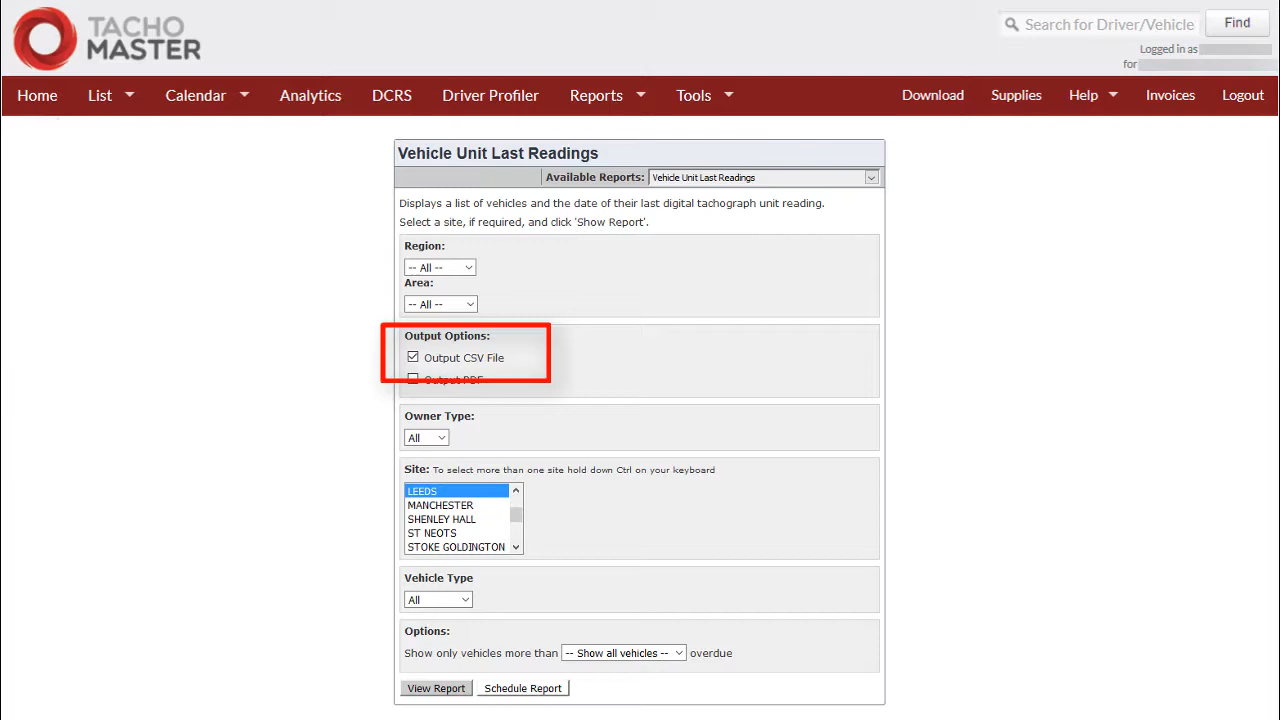 TACHO
MASTER
Search for Driver/Vehicle
Find
Logged in as
for
Home List Calendar Analytics DCRS Driver Profiler Reports Tools Download Supplies Help Invoices Logout
Vehicle Unit Last Readings
Available Reports: Vehicle Unit Last Readings
Displays a list of vehicles and the date of their last digital tachograph unit reading.
Select a site, if required, and click 'Show Report'.
Region:
-- All --
Area:
-- All --
Output Options:
Output CSV File
Output PDF
Owner Type:
All
Site: To select more than one site hold down Ctrl on your keyboard
LEEDS
MANCHESTER
SHENLEY HALL
ST NEOTS
STOKE GOLDINGTON
Vehicle Type
All
Options:
Show only vehicles more than -- Show all vehicles -- overdue
View Report Schedule Report